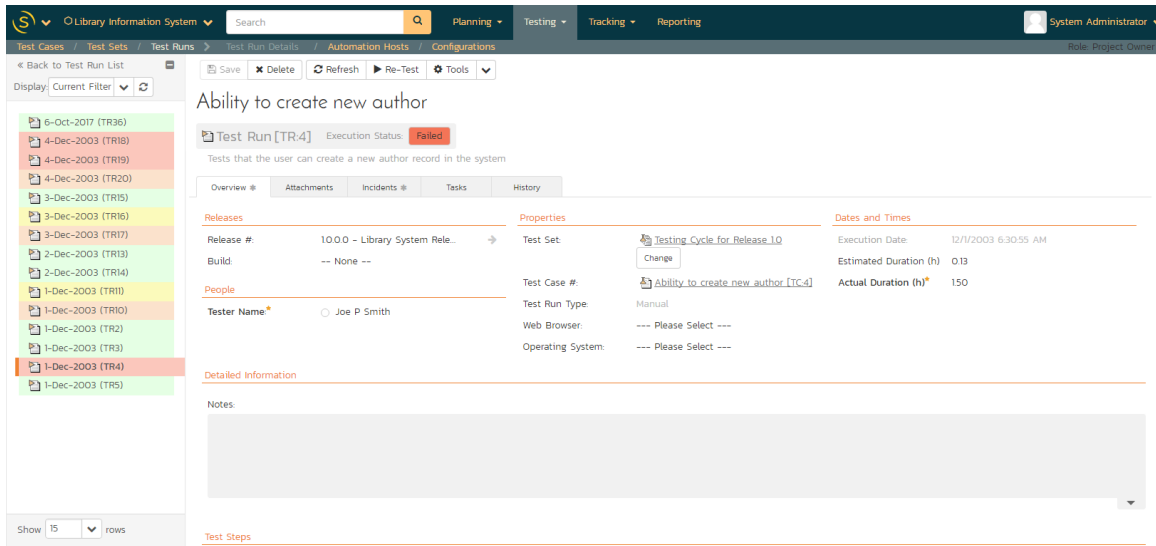 Library Information System Search Planning Testing Tracking Reporting System Administrator
Test Cases / Test Sets / Test Runs > Test Run Details / Automation Hosts / Configurations Role: Project Owner
« Back to Test Run List
Display: Current Filter
6-Oct-2017 (TR36)
4-Dec-2003 (TR18)
4-Dec-2003 (TR19)
4-Dec-2003 (TR20)
3-Dec-2003 (TR15)
3-Dec-2003 (TR16)
3-Dec-2003 (TR17)
2-Dec-2003 (TR13)
2-Dec-2003 (TR14)
1-Dec-2003 (TR11)
1-Dec-2003 (TR10)
1-Dec-2003 (TR2)
1-Dec-2003 (TR3)
1-Dec-2003 (TR4)
1-Dec-2003 (TR5)
Show 15 rows
Save Delete Refresh Re-Test Tools
Ability to create new author
Test Run [TR:4] Execution Status: Failed
Tests that the user can create a new author record in the system
Overview Attachments Incidents Tasks History
Releases
Release #: 1.0.0.0 - Library System Rele...
Build: -- None --
People
Tester Name:* Joe P Smith
Properties
Test Set: Testing Cycle for Release 1.0
Change
Test Case #: Ability to create new author [TC:4]
Test Run Type: Manual
Web Browser: --- Please Select ---
Operating System: --- Please Select ---
Dates and Times
Execution Date: 12/1/2003 6:30:55 AM
Estimated Duration (h) 0.13
Actual Duration (h)* 1.50
Detailed Information
Notes:
Test Steps